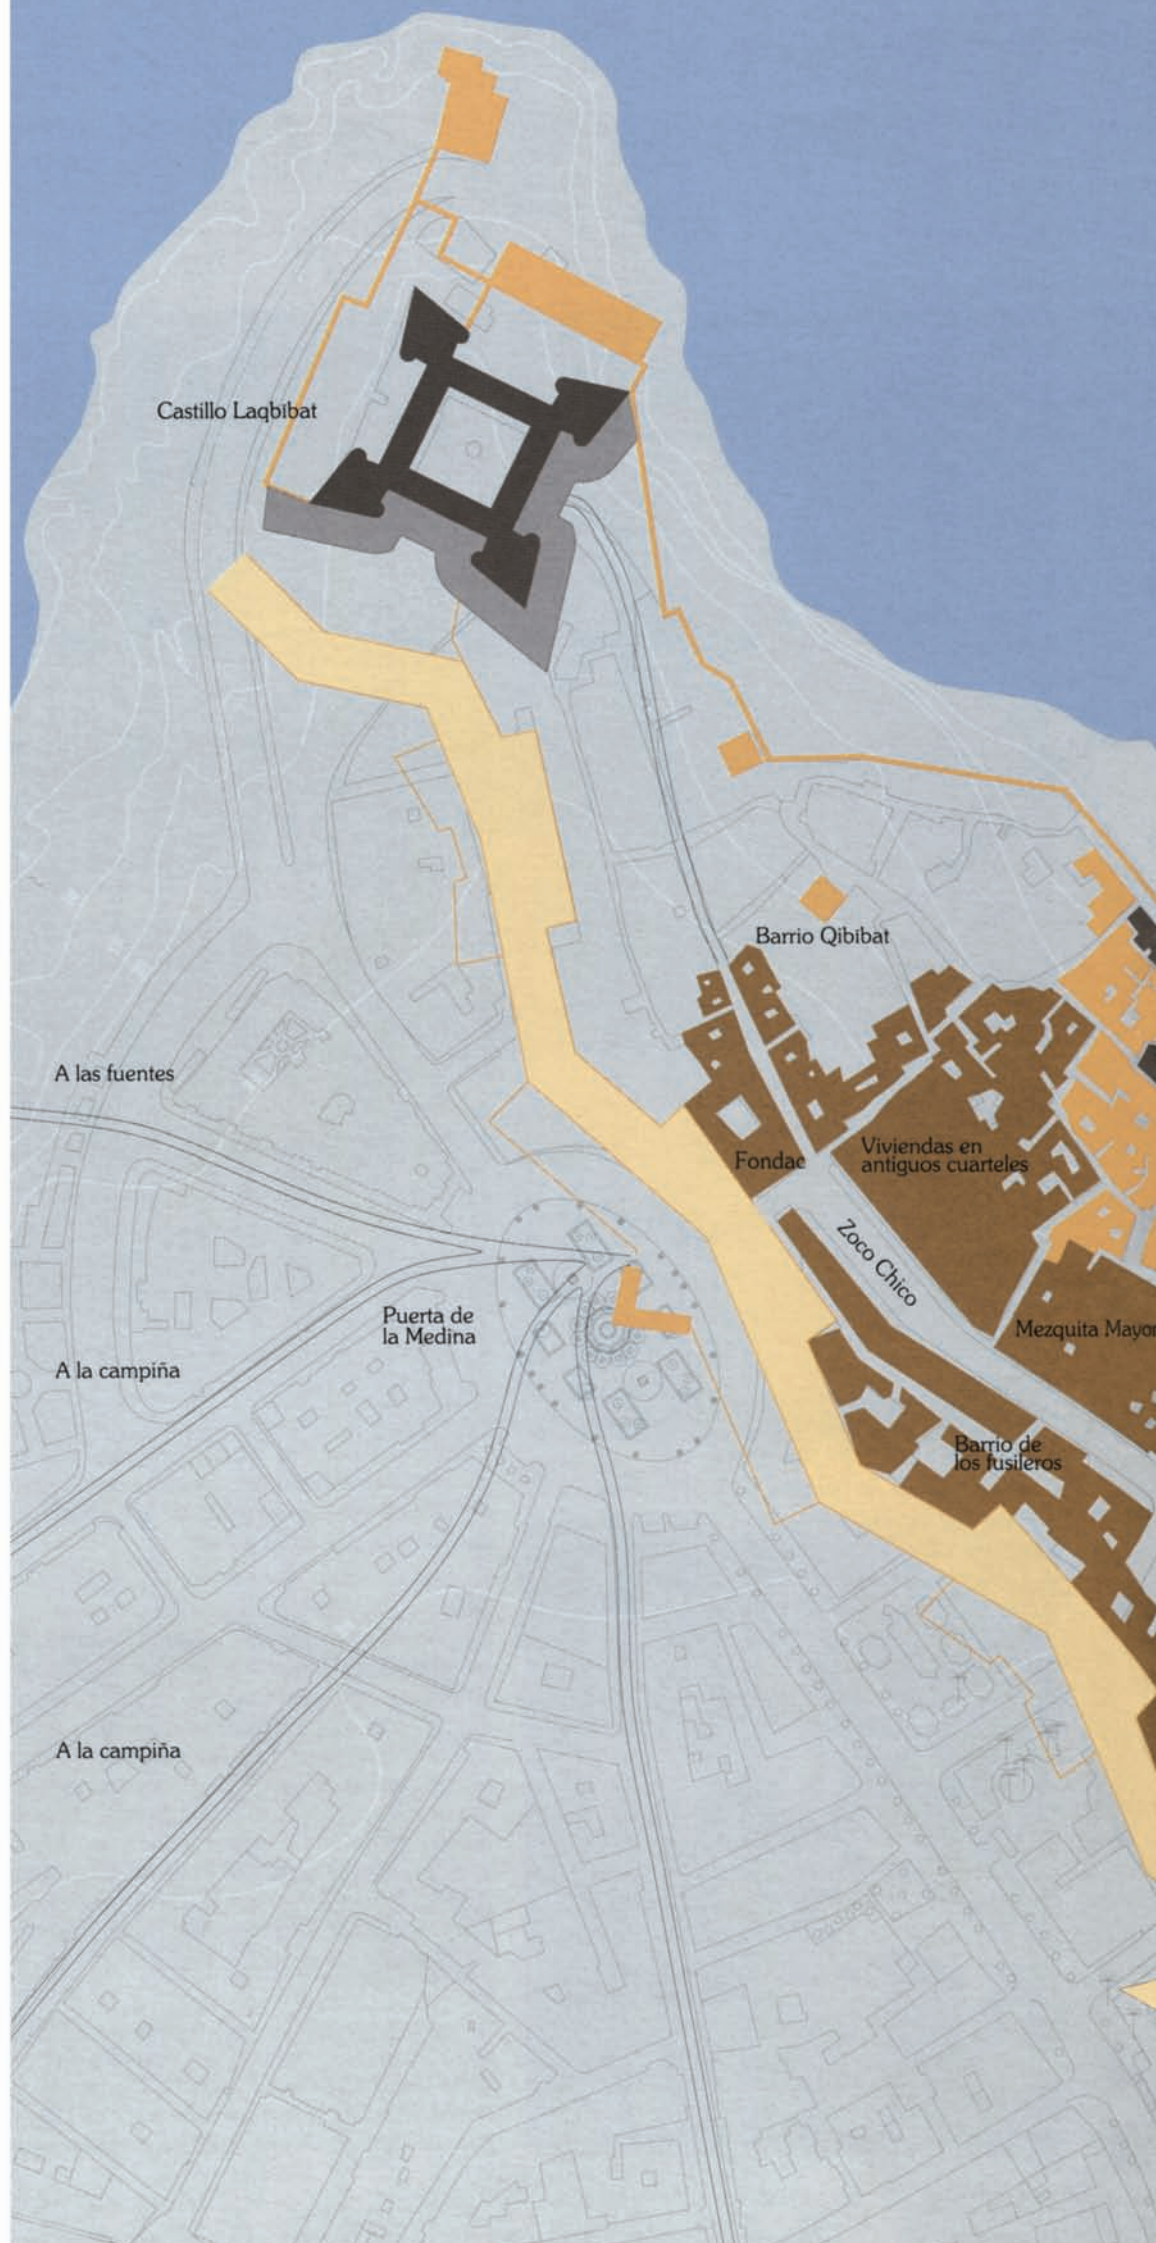 Castillo Laqbibat
Barrio Qibibat
A las fuentes
Fondac
Viviendas en
antiguos cuarteles
Zoco Chico
Puerta de
la Medina
Mezquita Mayor
A la campiña
Barrio de
los fusileros
A la campiña